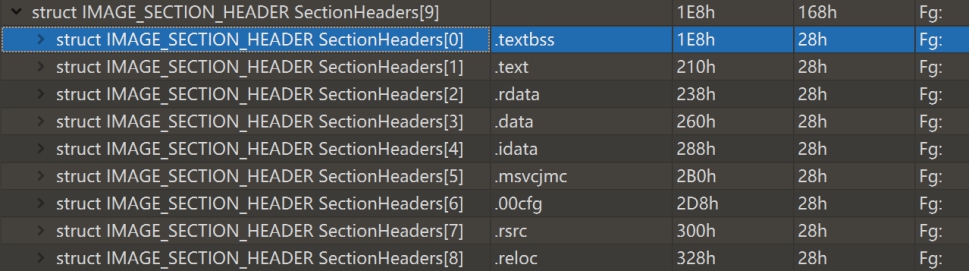 struct IMAGE_SECTION_HEADER SectionHeaders[9] 1E8h 168h Fg:
struct IMAGE_SECTION_HEADER SectionHeaders[0] .textbss 1E8h 28h Fg:
struct IMAGE_SECTION_HEADER SectionHeaders[1] .text 210h 28h Fg:
struct IMAGE_SECTION_HEADER SectionHeaders[2] .rdata 238h 28h Fg:
struct IMAGE_SECTION_HEADER SectionHeaders[3] .data 260h 28h Fg:
struct IMAGE_SECTION_HEADER SectionHeaders[4] .idata 288h 28h Fg:
struct IMAGE_SECTION_HEADER SectionHeaders[5] .msvcjmc 2B0h 28h Fg:
struct IMAGE_SECTION_HEADER SectionHeaders[6] .00cfg 2D8h 28h Fg:
struct IMAGE_SECTION_HEADER SectionHeaders[7] .rsrc 300h 28h Fg:
struct IMAGE_SECTION_HEADER SectionHeaders[8] .reloc 328h 28h Fg: